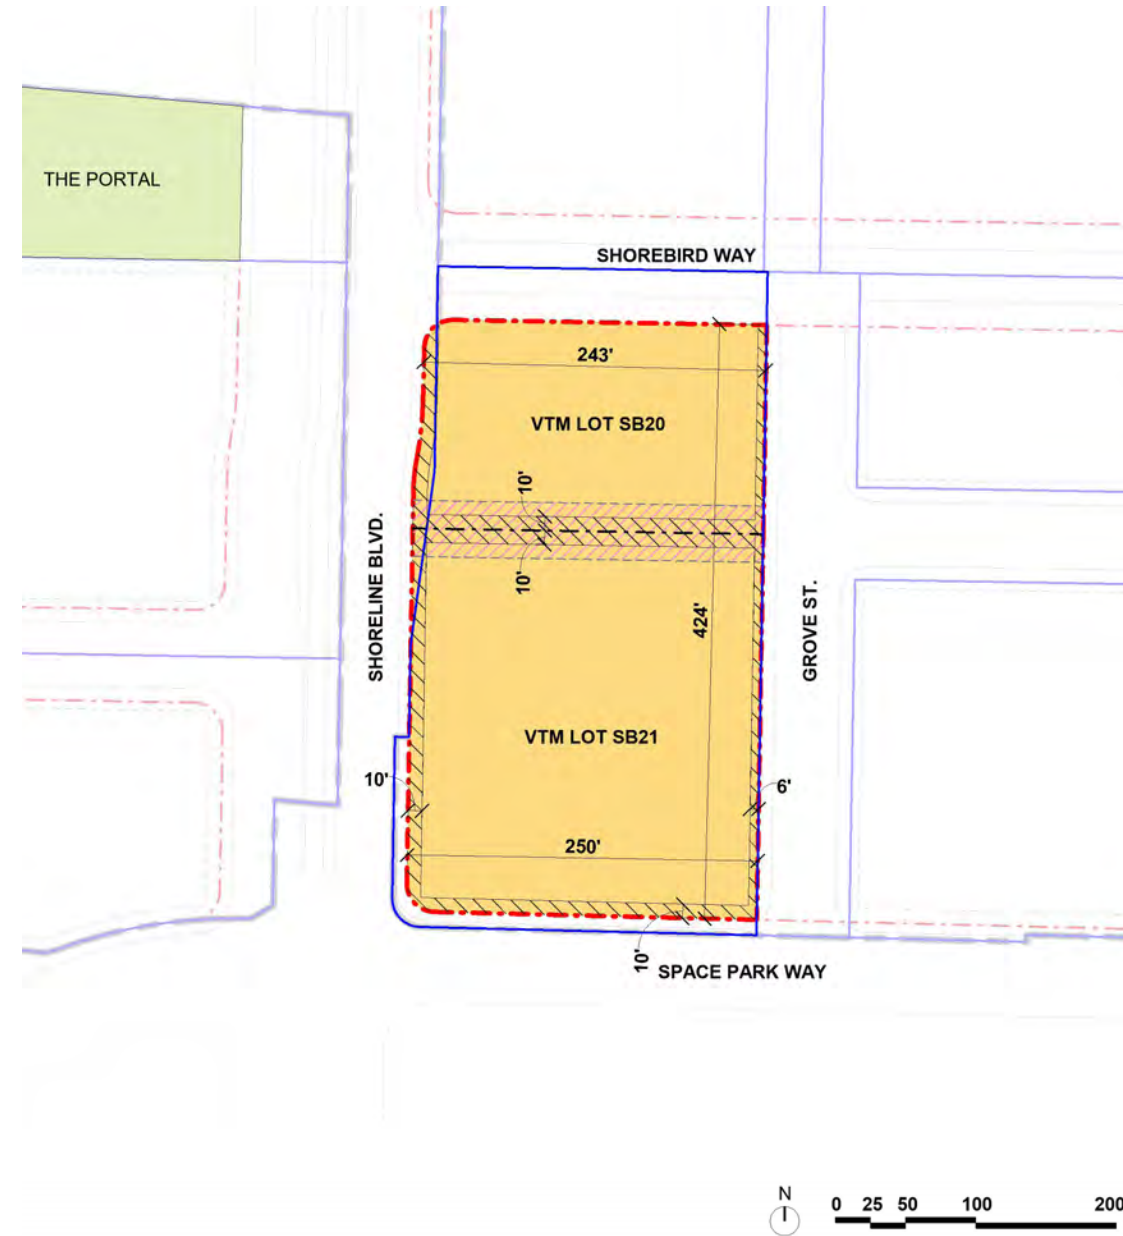 THE PORTAL
SHOREBIRD WAY
243'
VTM LOT SB20
10'
10'
SHORELINE BLVD.
424'
GROVE ST.
VTM LOT SB21
10'
6'
250'
10'
SPACE PARK WAY
N
0 25 50 100 200